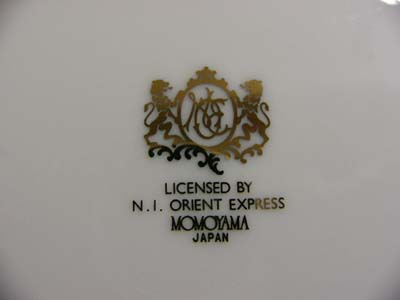 LICENSED BY
N.I. ORIENT EXPRESS
MOMOYAMA
JAPAN